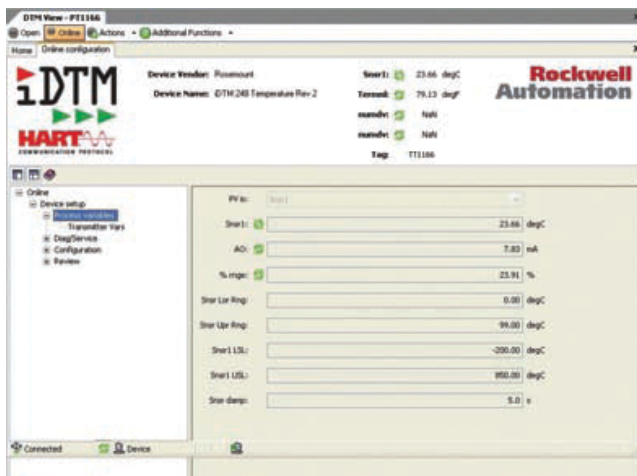 DTM View - PT1166
Open Online Actions Additional Functions
Home Online configuration
iDTM
HART
COMMUNICATION PROTOCOL
Device Vendor: Rosemount
Device Name: iDTM 248 Temperature Rev 2
Snsr1: 23.66 degC
Termnl: 79.13 degF
numdv: NaN
numdv: NaN
Tag: TT1166
Rockwell
Automation
Online
Device setup
Process variables
Transmitter Vars
Diag/Service
Configuration
Review
PV is: Snsr1
Snsr1: 23.66 degC
AO: 7.83 mA
% rnge: 23.91 %
Snsr Lor Rng: 0.00 degC
Snsr Upr Rng: 99.00 degC
Snsr1 LSL: -200.00 degC
Snsr1 USL: 850.00 degC
Snsr damp: 5.0 s
Connected Device